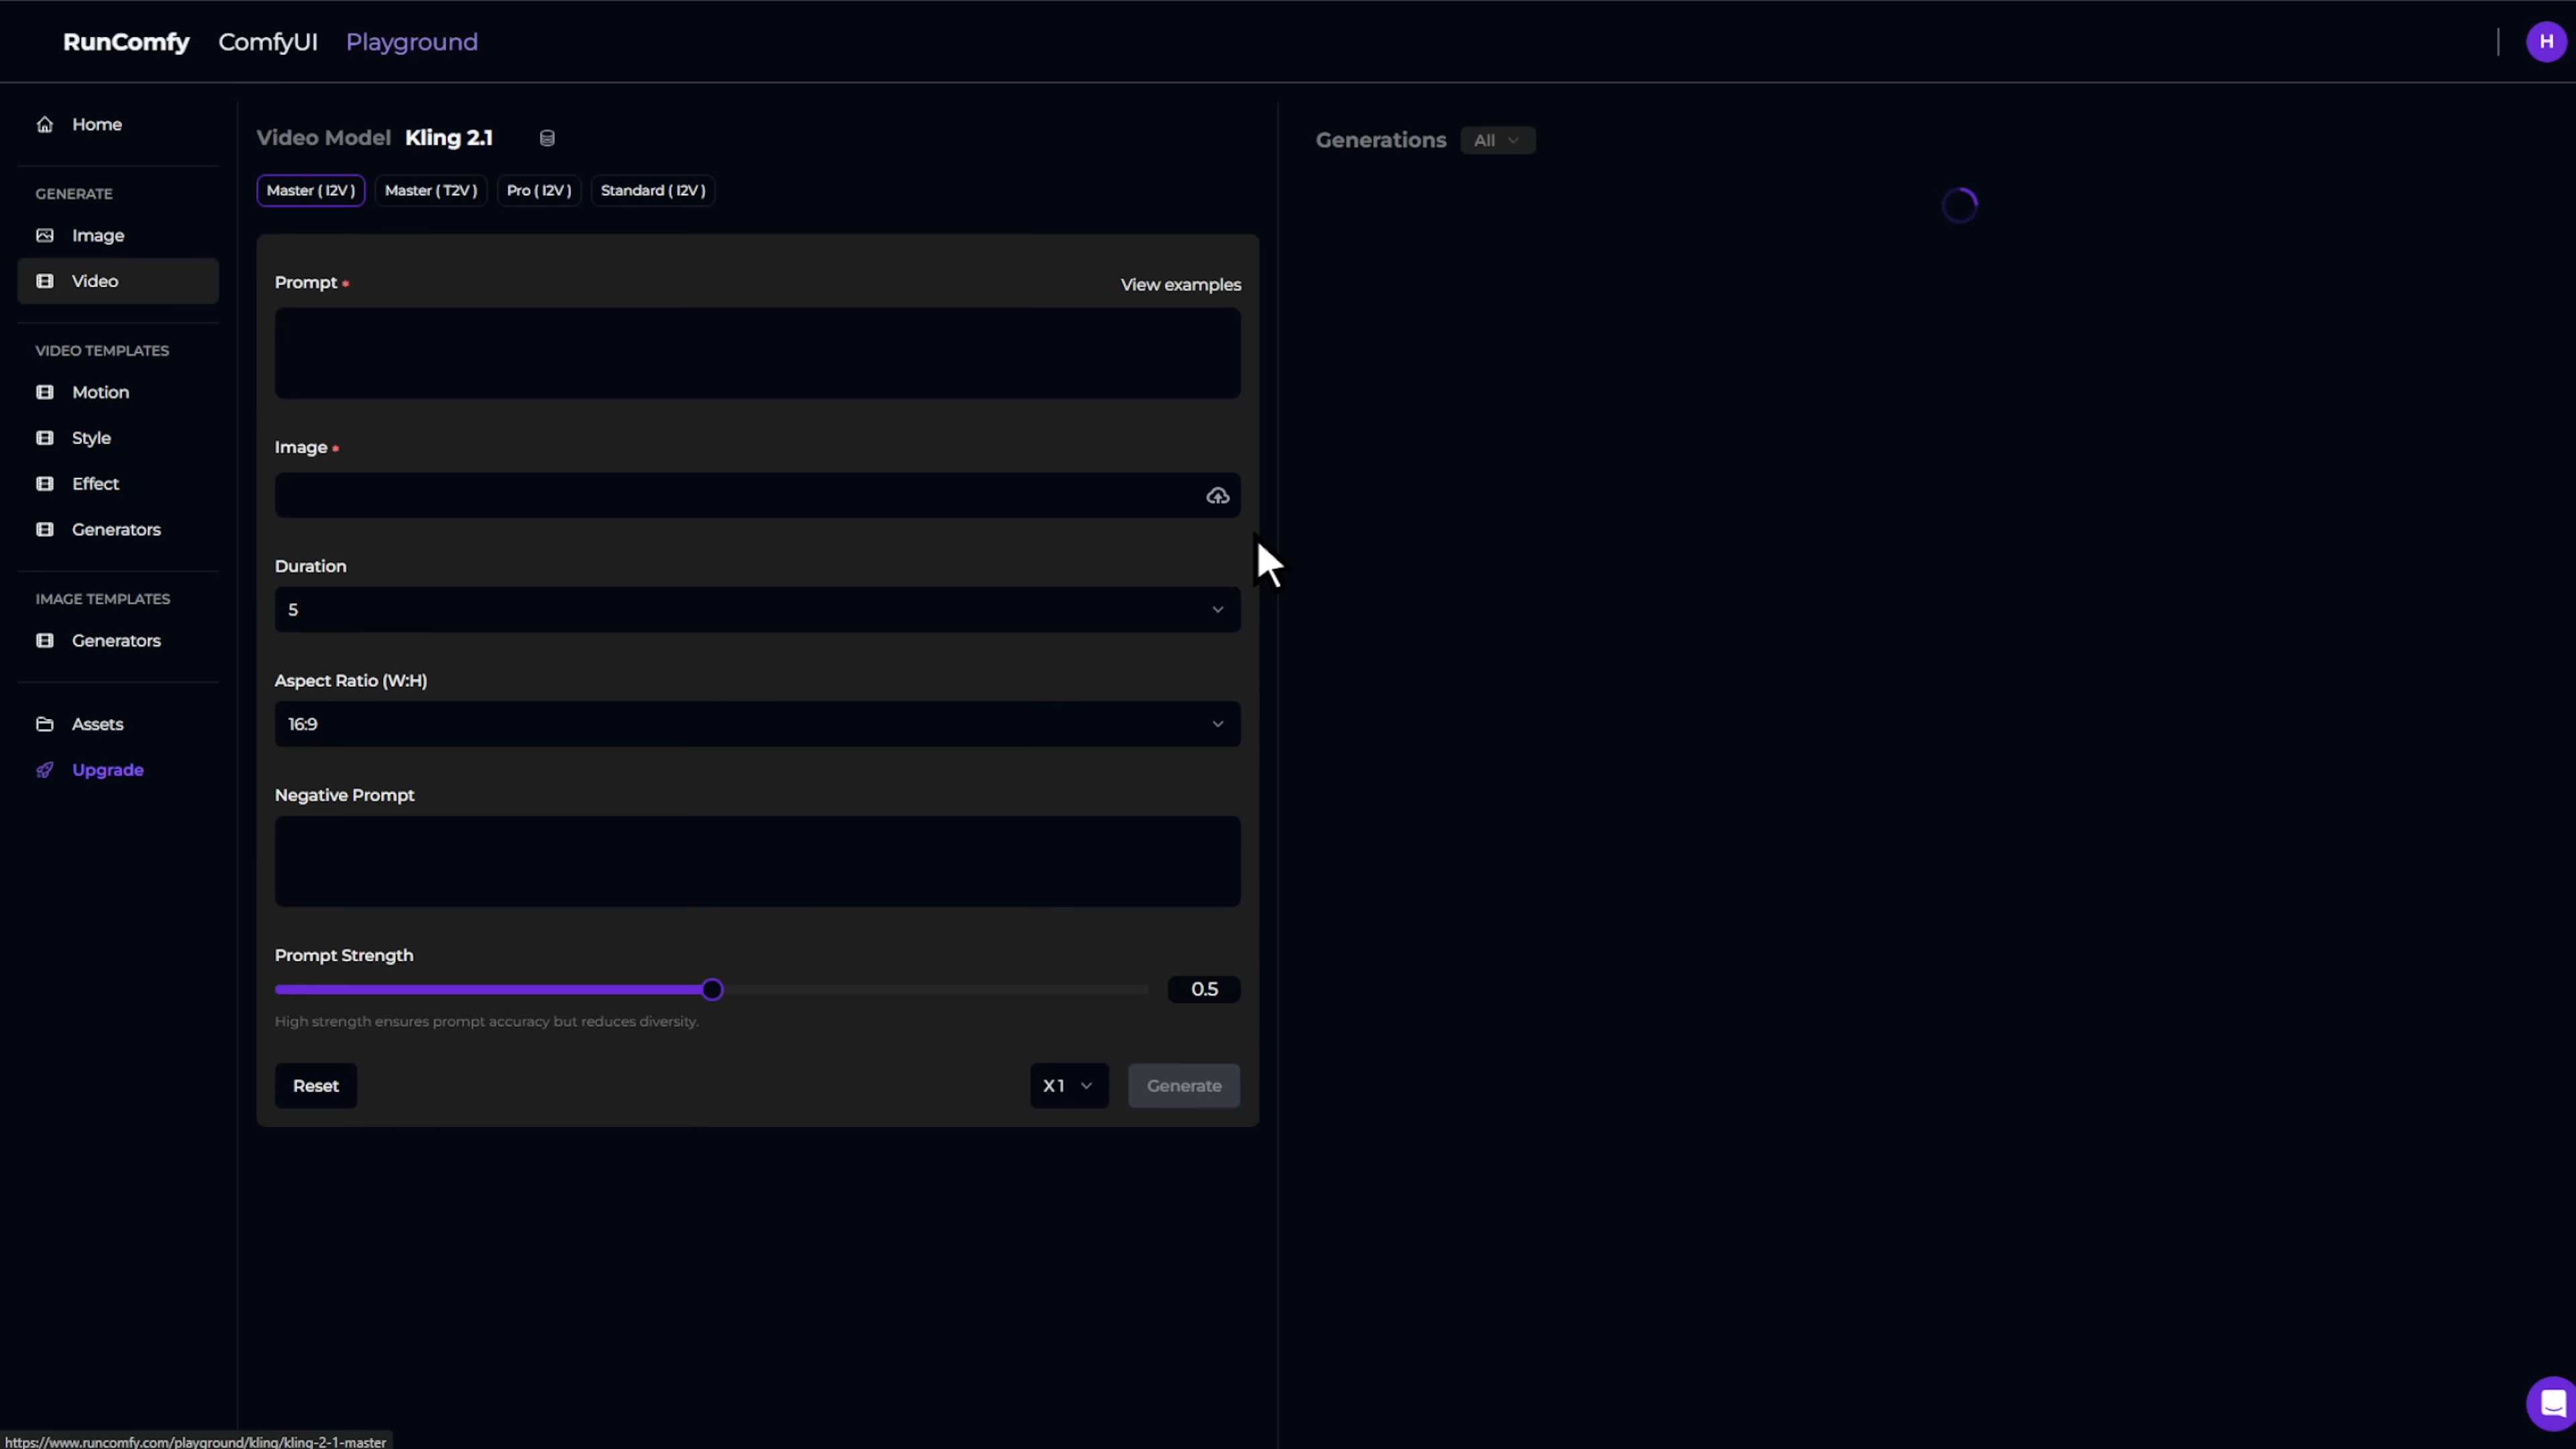 RunComfy ComfyUI Playground
H
Home
GENERATE
Image
Video
VIDEO TEMPLATES
Motion
Style
Effect
Generators
IMAGE TEMPLATES
Generators
Assets
Upgrade
Video Model Kling 2.1
Master ( I2V ) Master ( T2V ) Pro ( I2V ) Standard ( I2V )
Prompt *
View examples
Image *
Duration
5
Aspect Ratio (W:H)
16:9
Negative Prompt
Prompt Strength
0.5
High strength ensures prompt accuracy but reduces diversity.
Reset
X 1
Generate
Generations All
https://www.runcomfy.com/playground/kling/kling-2-1-master